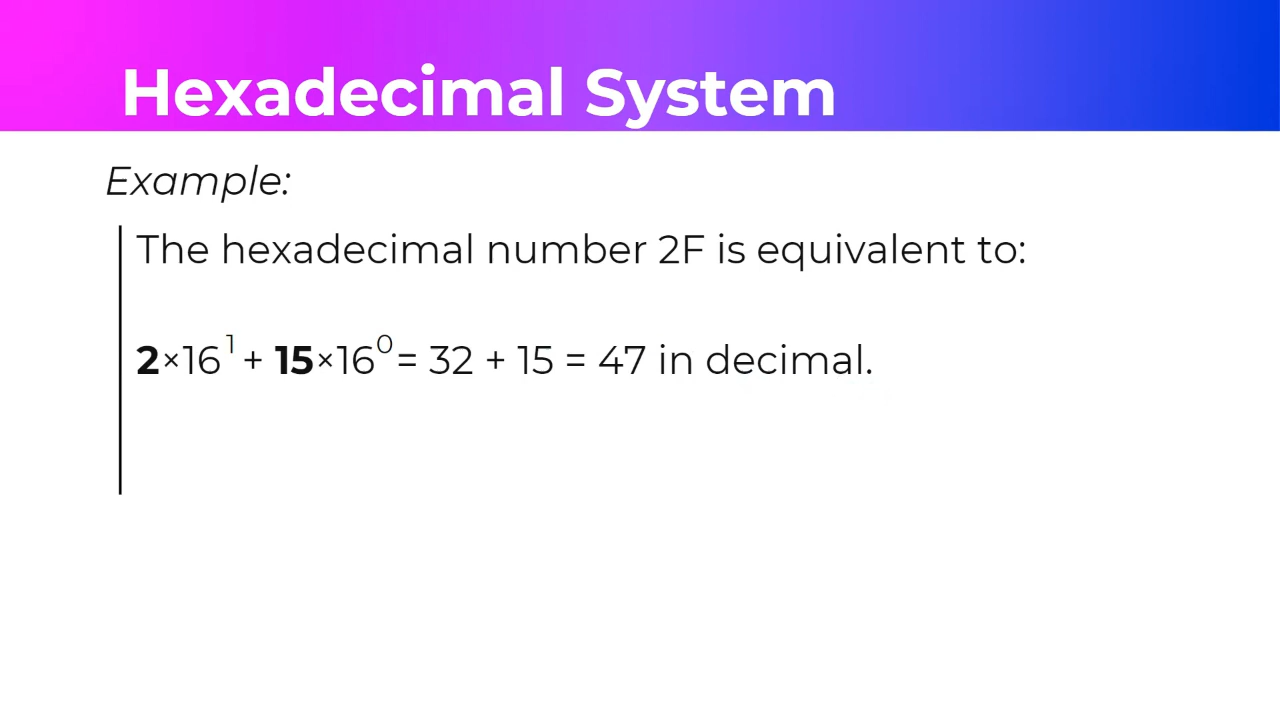 Hexadecimal System
Example:
The hexadecimal number 2F is equivalent to:
2×16¹ + 15×16⁰ = 32 + 15 = 47 in decimal.